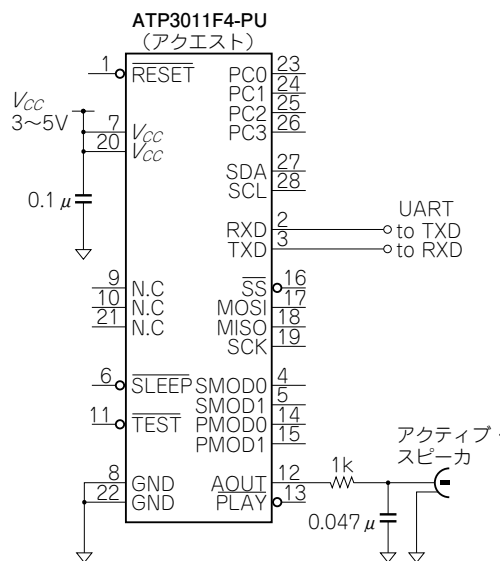 ATP3011F4-PU
(アクエスト)
1
RESET
VCC
3~5V
7
VCC
20
VCC
0.1μ
9
N.C
10
N.C
21
N.C
6
SLEEP
11
TEST
8
GND
22
GND
PC0
23
PC1
24
PC2
25
PC3
26
SDA
27
SCL
28
RXD
2
TXD
3
UART
to TXD
to RXD
SS
16
MOSI
17
MISO
18
SCK
19
SMOD0
4
SMOD1
5
PMOD0
14
PMOD1
15
AOUT
12
PLAY
13
1k
0.047μ
アクティブ・
スピーカ